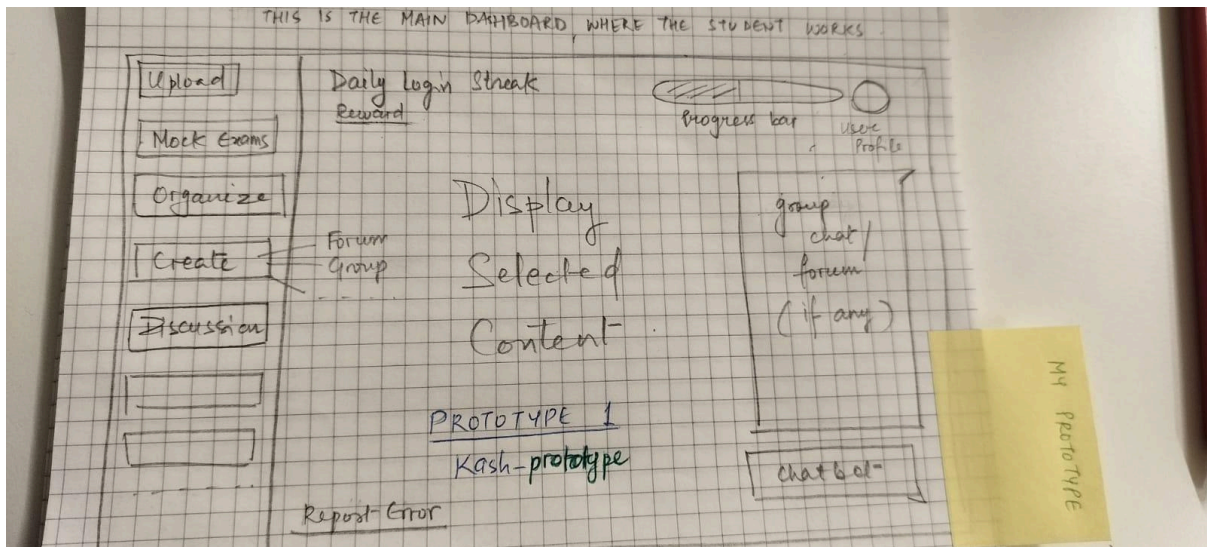 THIS IS THE MAIN DASHBOARD, WHERE THE STUDENT WORKS.
Upload
Mock Exams
Organize
Create
Forum
Group
Discussion
Daily Login Streak
Reward
Progress bar
User
Profile
Display
Selected
Content
group
chat/
forum
(if any)
PROTOTYPE 1
Kash-prototype
Chatbot
Report Error
MY PROTOTYPE